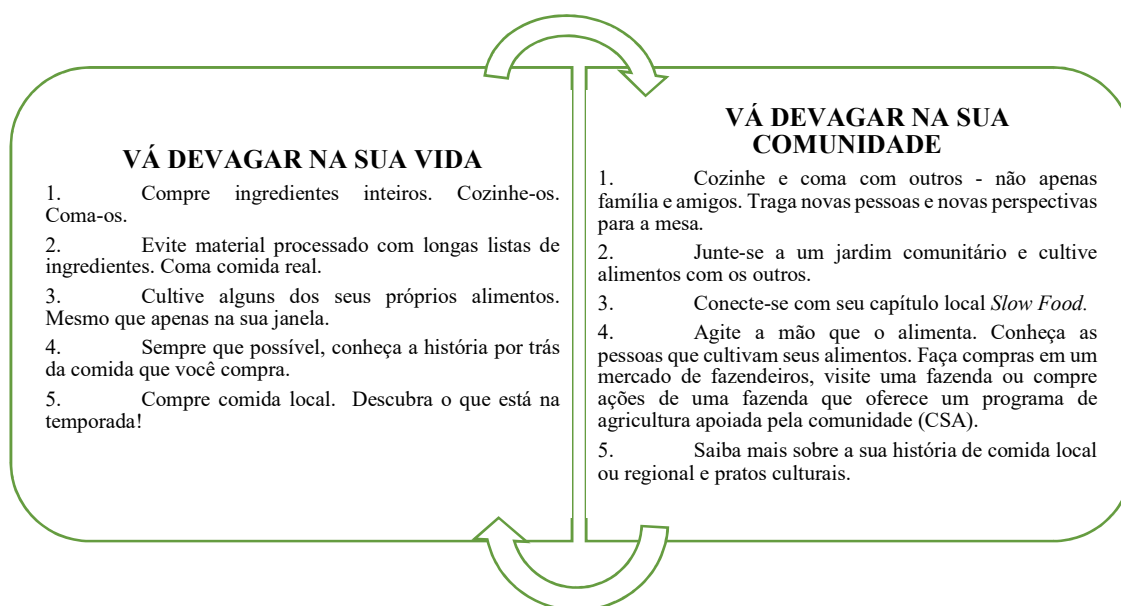 VÁ DEVAGAR NA SUA VIDA
1. Compre ingredientes inteiros. Cozinhe-os.
Coma-os.
2. Evite material processado com longas listas de
ingredientes. Coma comida real.
3. Cultive alguns dos seus próprios alimentos.
Mesmo que apenas na sua janela.
4. Sempre que possível, conheça a história por trás
da comida que você compra.
5. Compre comida local. Descubra o que está na
temporada!
VÁ DEVAGAR NA SUA
COMUNIDADE
1. Cozinhe e coma com outros - não apenas
família e amigos. Traga novas pessoas e novas perspectivas
para a mesa.
2. Junte-se a um jardim comunitário e cultive
alimentos com os outros.
3. Conecte-se com seu capítulo local Slow Food.
4. Agite a mão que o alimenta. Conheça as
pessoas que cultivam seus alimentos. Faça compras em um
mercado de fazendeiros, visite uma fazenda ou compre
ações de uma fazenda que oferece um programa de
agricultura apoiada pela comunidade (CSA).
5. Saiba mais sobre a sua história de comida local
ou regional e pratos culturais.